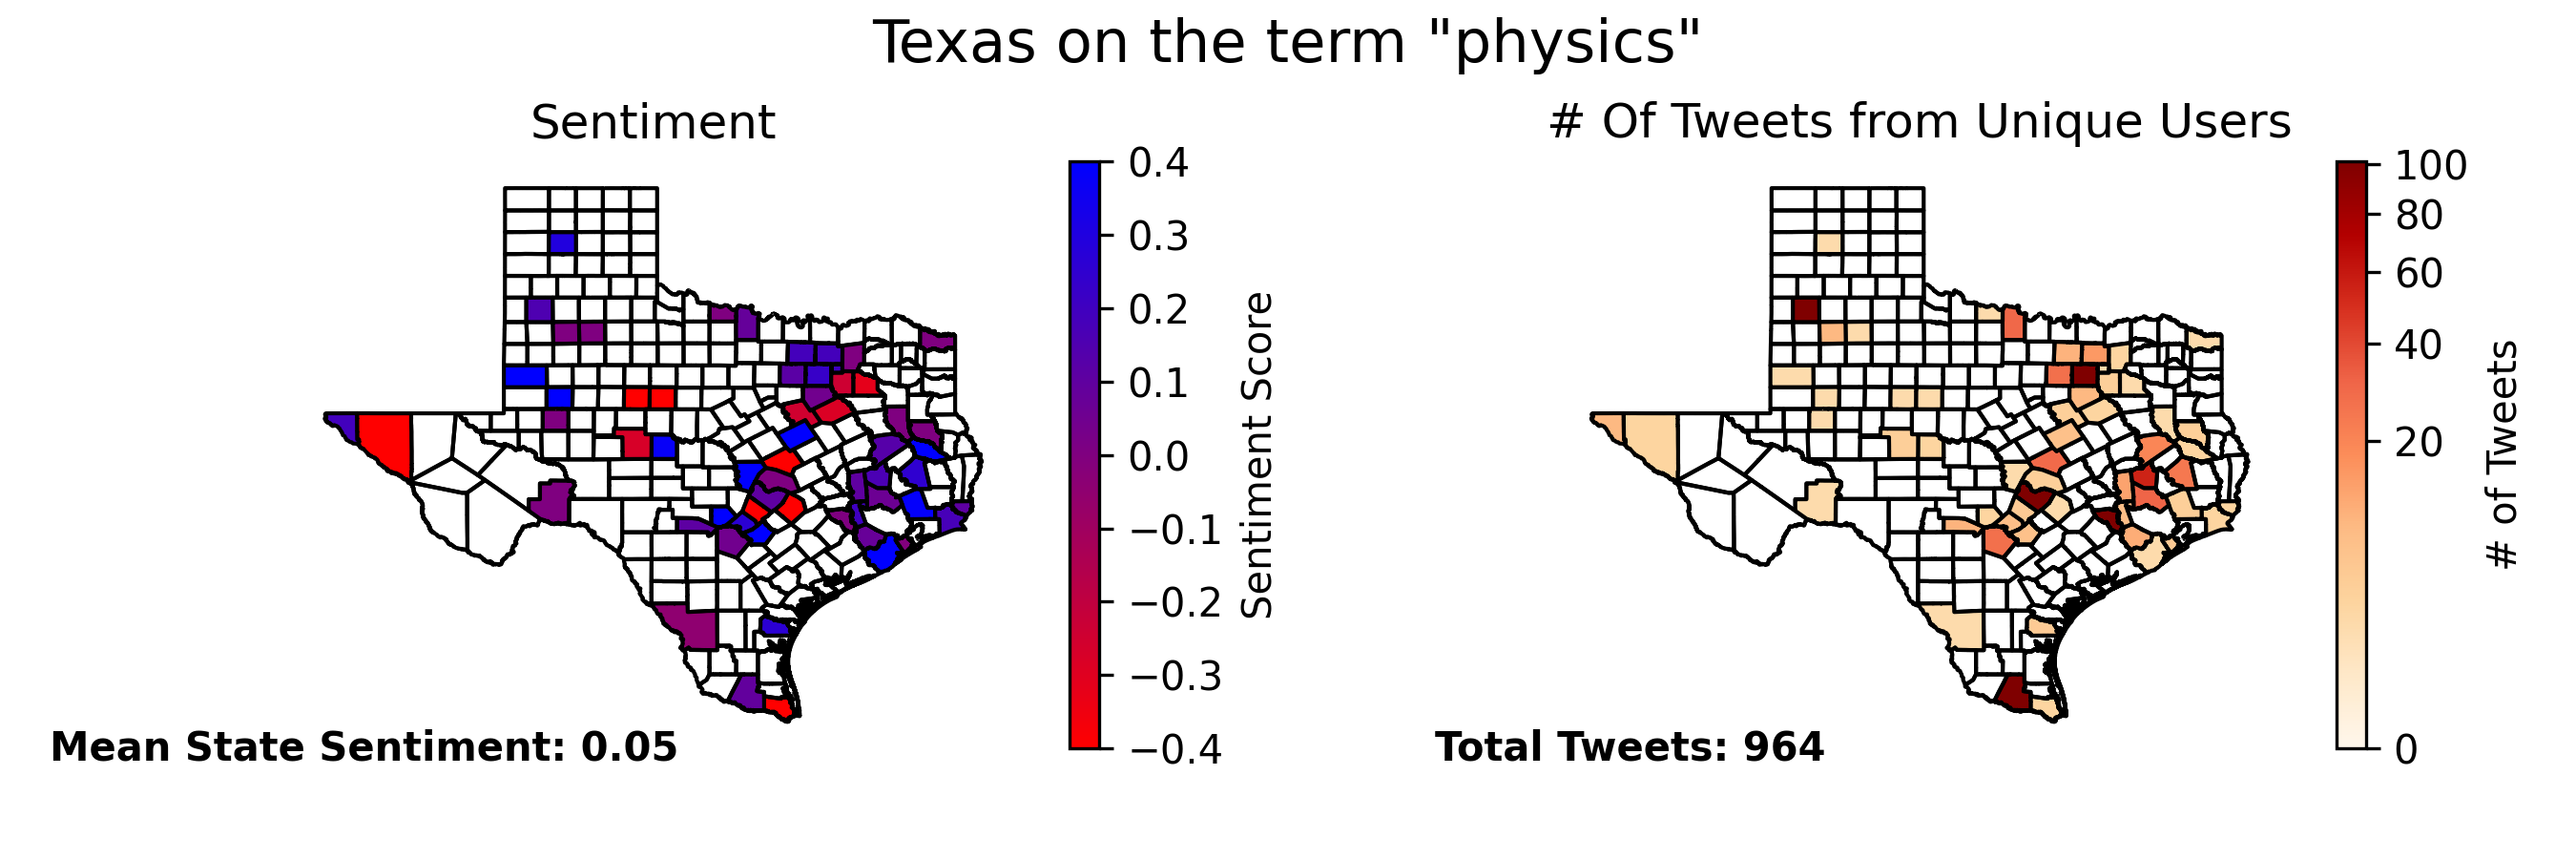 Texas on the term "physics"
Sentiment
0.4
0.3
0.2
0.1
0.0
−0.1
−0.2
−0.3
−0.4
Sentiment Score
Mean State Sentiment: 0.05
# Of Tweets from Unique Users
100
80
60
40
20
0
# of Tweets
Total Tweets: 964